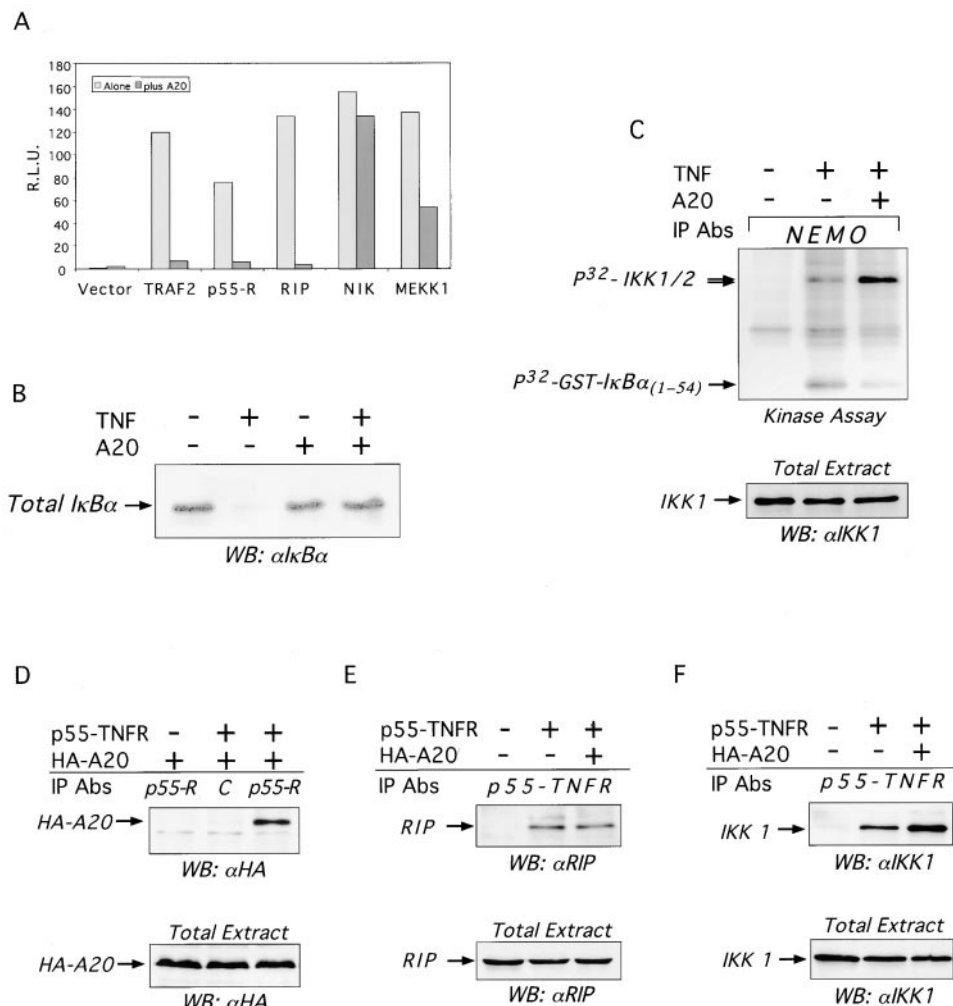 A
Alone plus A20
R.L.U.
180
160
140
120
100
80
60
40
20
0
Vector TRAF2 p55-R RIP NIK MEKK1
B
TNF - + - +
A20 - - + +
Total IκBα
WB: αIκBα
C
TNF - + +
A20 - - +
IP Abs NEMO
P³²-IKK1/2
P³²-GST-IκBα(1-54)
Kinase Assay
Total Extract
IKK1
WB: αIKK1
D
p55-TNFR - + +
HA-A20 + + +
IP Abs p55-R C p55-R
HA-A20
WB: αHA
Total Extract
HA-A20
WB: αHA
E
p55-TNFR - + +
HA-A20 - - +
IP Abs p55-TNFR
RIP
WB: αRIP
Total Extract
RIP
WB: αRIP
F
p55-TNFR - + +
HA-A20 - - +
IP Abs p55-TNFR
IKK 1
WB: αIKK1
Total Extract
IKK 1
WB: αIKK1